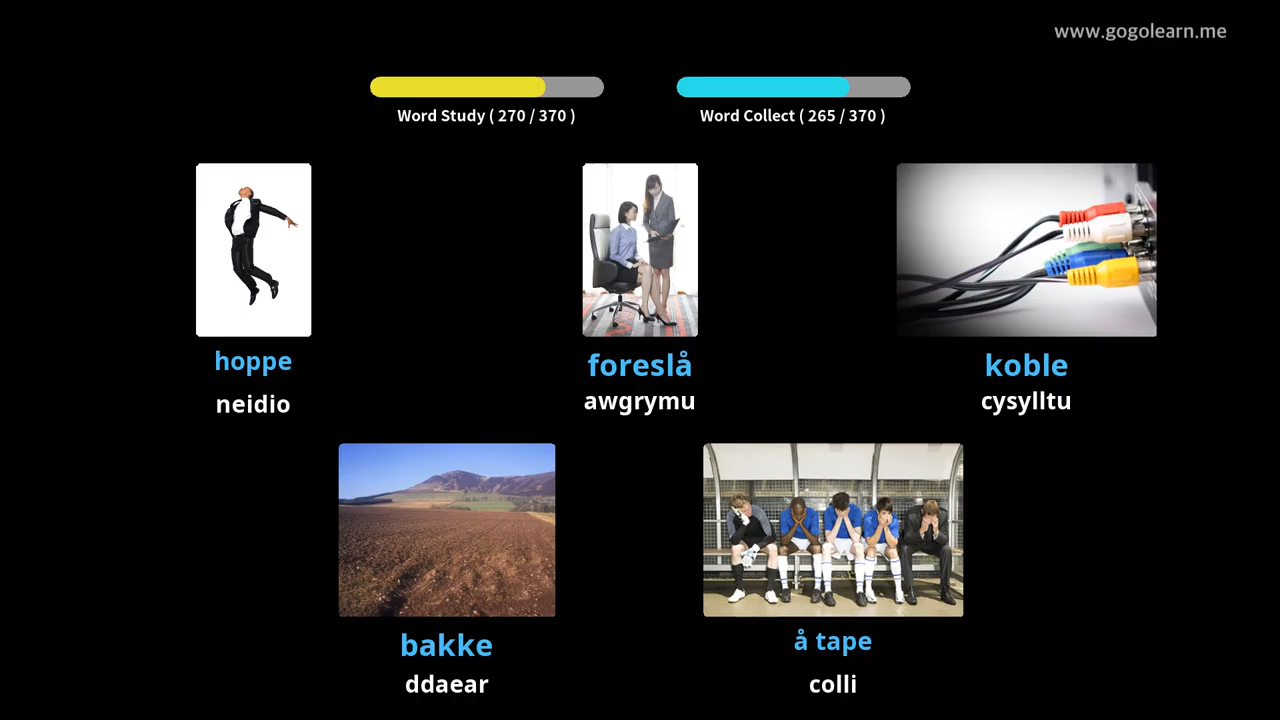 www.gogolearn.me
Word Study ( 270 / 370 )
Word Collect ( 265 / 370 )
hoppe
neidio
foreslå
awgrymu
koble
cysylltu
bakke
ddaear
å tape
colli